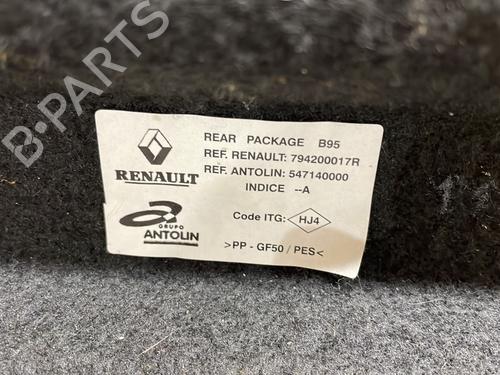 REAR PACKAGE B95
REF. RENAULT: 794200017R
REF. ANTOLIN: 547140000
INDICE --A
RENAULT
Code ITG: HJ4
GRUPO
ANTOLIN
>PP - GF50 / PES<
B-PARTS